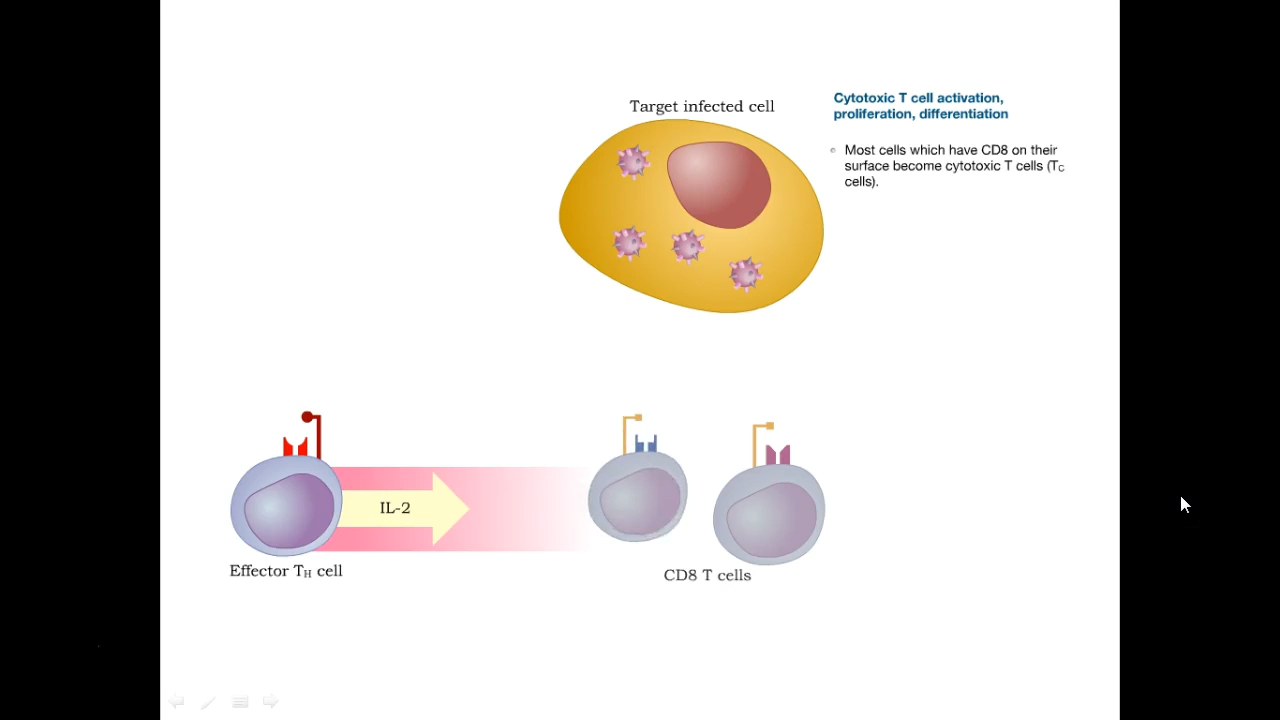 Target infected cell
Cytotoxic T cell activation,
proliferation, differentiation
Most cells which have CD8 on their
surface become cytotoxic T cells (TC
cells).
IL-2
Effector TH cell
CD8 T cells